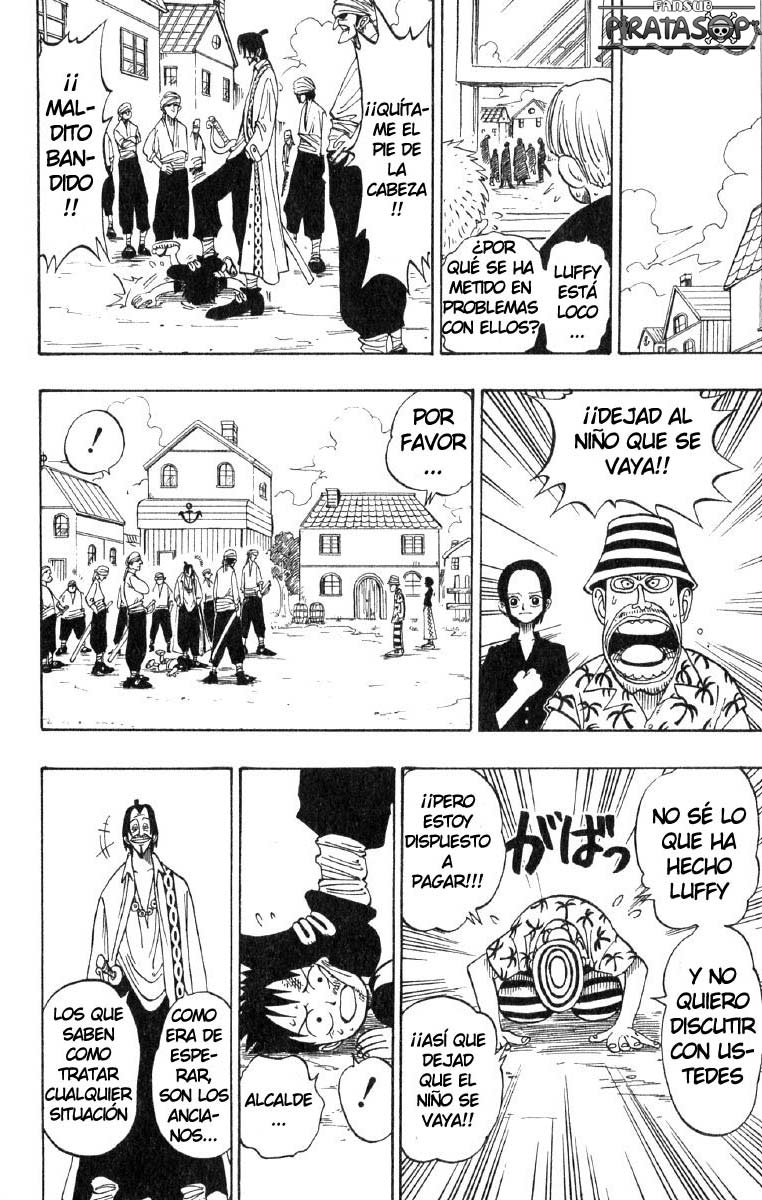 FANSUB
PIRATASOP
LUFFY
ESTÁ
LOCO
...
¿POR
QUÉ SE HA
METIDO EN
PROBLEMAS
CON ELLOS?
¡¡QUÍTA-
ME EL
PIE DE
LA
CABEZA
!!
¡¡
MAL-
DITO
BAN-
DIDO
!!
¡¡DEJAD AL
NIÑO QUE SE
VAYA!!
POR
FAVOR
...
!
NO SÉ LO
QUE HA
HECHO
LUFFY
Y NO
QUIERO
DISCUTIR
CON US-
TEDES
がばっ
¡¡PERO
ESTOY
DISPUESTO
A
PAGAR!!!
¡¡ASÍ QUE
DEJAD
QUE EL
NIÑO SE
VAYA!!
!
ALCALDE
...
COMO
ERA DE
ESPE-
RAR,
SON LOS
ANCIA-
NOS...
LOS QUE
SABEN
COMO
TRATAR
CUALQUIER
SITUACIÓN